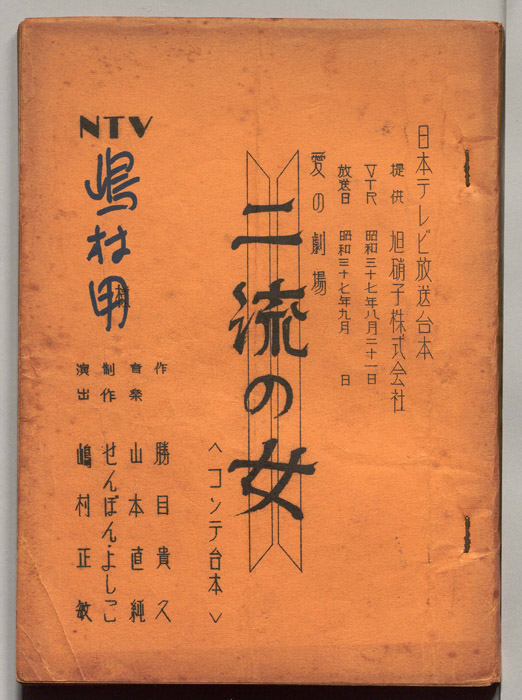 日本テレビ放送台本
提供 旭硝子株式会社
VTR 昭和三十七年八月二十一日
放送日 昭和三十七年九月 日
愛の劇場
二流の女
<コンテ台本>
作 勝目貴久
音楽 山本直純
制作 せんぼんよしこ
演出 嶋村正敏
NTV
嶋村用
様